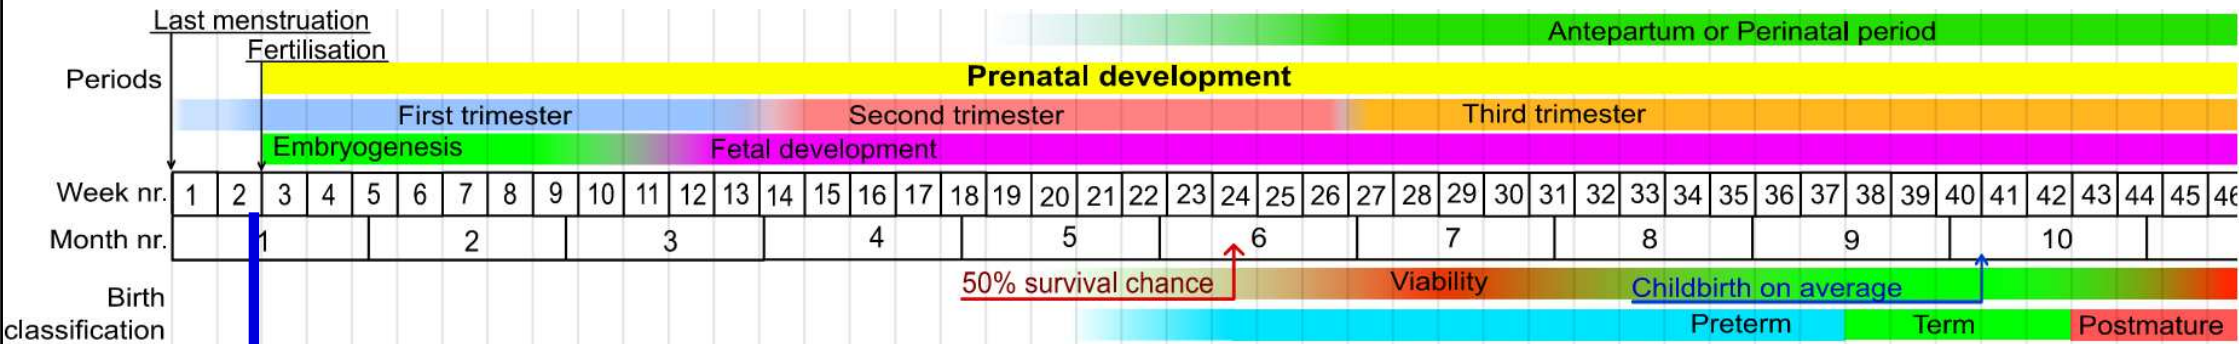 Last menstruation
Antepartum or Perinatal period
Fertilisation
Periods
Prenatal development
First trimester Second trimester Third trimester
Embryogenesis Fetal development
Week nr. 1 2 3 4 5 6 7 8 9 10 11 12 13 14 15 16 17 18 19 20 21 22 23 24 25 26 27 28 29 30 31 32 33 34 35 36 37 38 39 40 41 42 43 44 45 46
Month nr. 1 2 3 4 5 6 7 8 9 10
50% survival chance Viability Childbirth on average
Birth
classification
Preterm Term Postmature